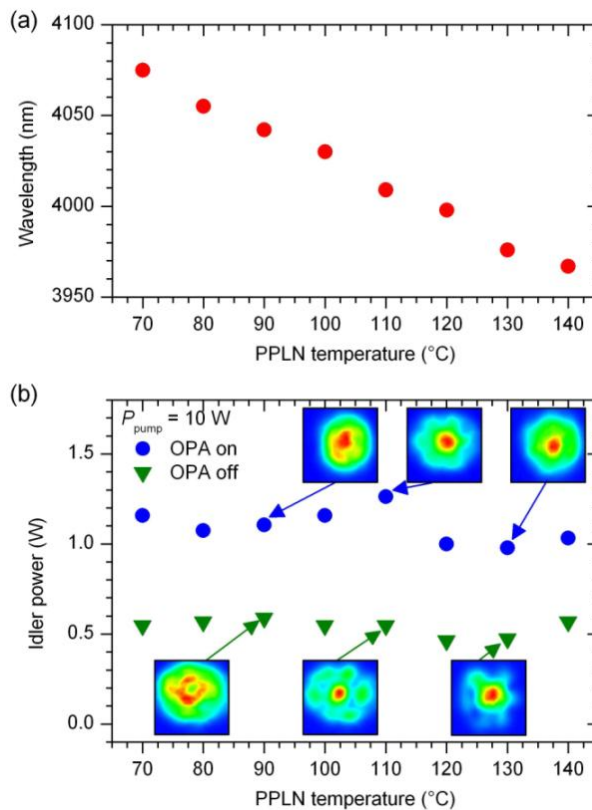 (a)
4100
4050
4000
3950
Wavelength (nm)
70 80 90 100 110 120 130 140
PPLN temperature (°C)
(b)
P_pump = 10 W
OPA on
OPA off
1.5
1.0
0.5
0.0
Idler power (W)
70 80 90 100 110 120 130 140
PPLN temperature (°C)